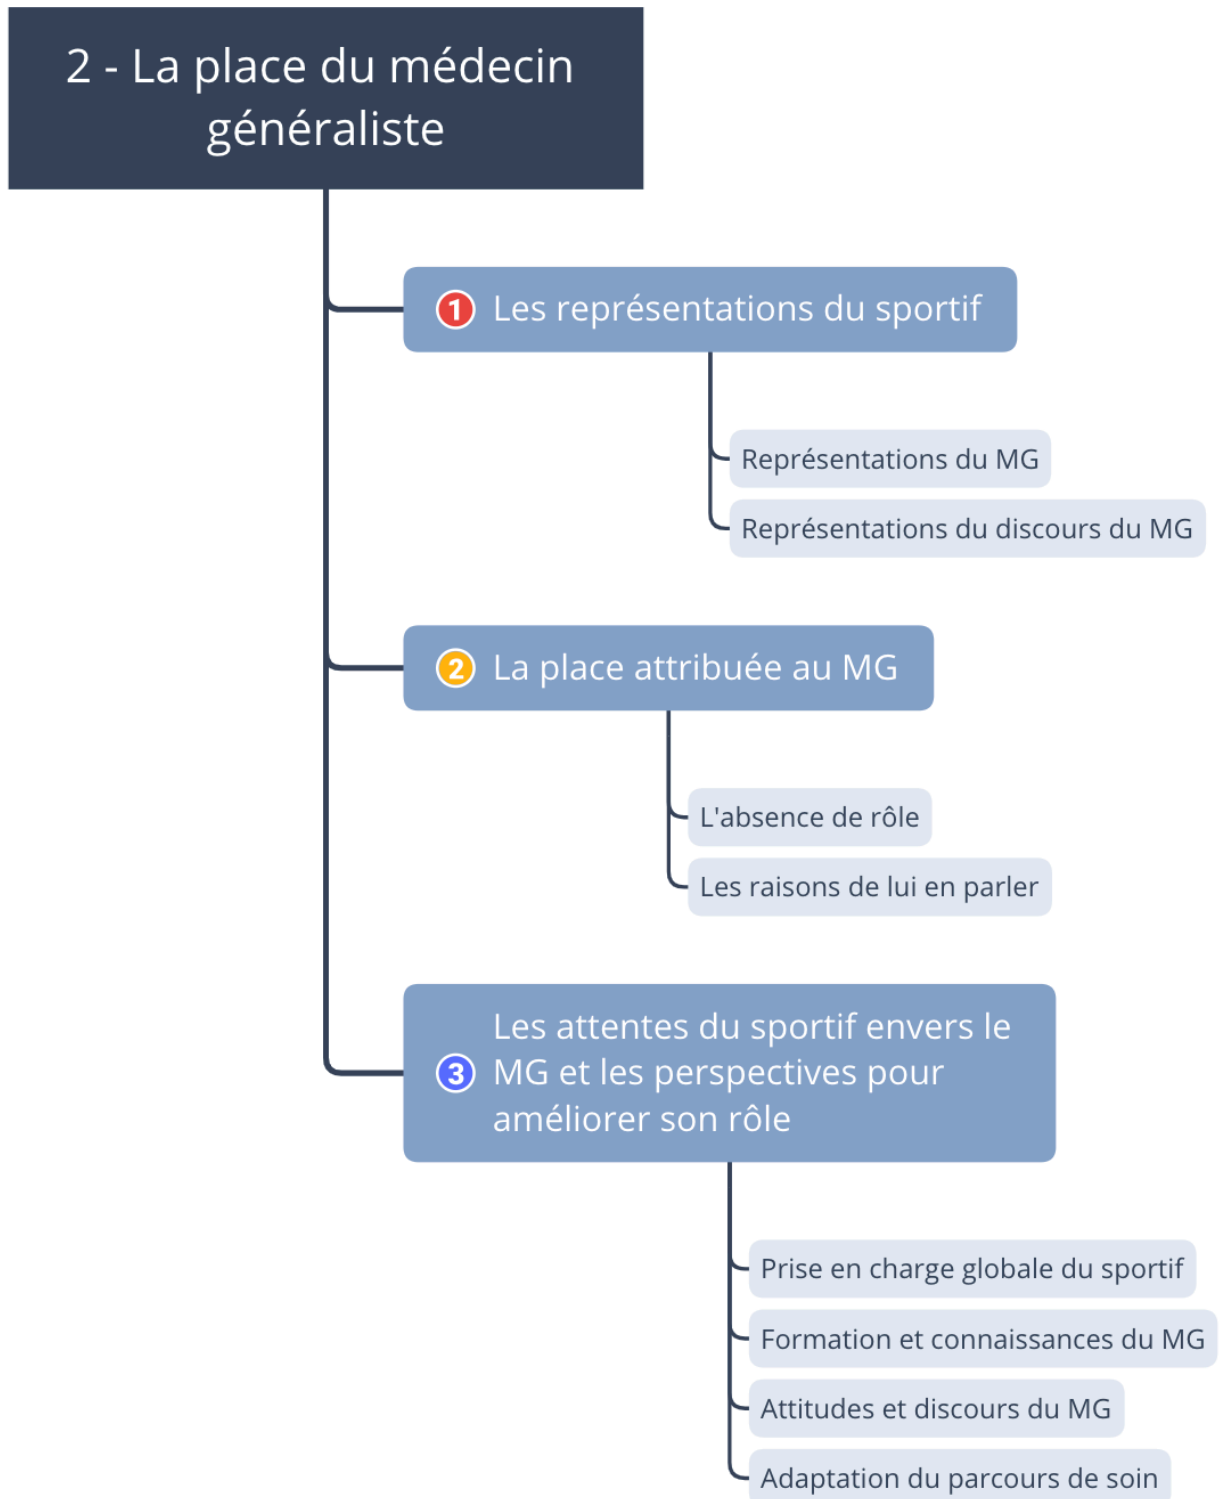 2 - La place du médecin
généraliste
1 Les représentations du sportif
Représentations du MG
Représentations du discours du MG
2 La place attribuée au MG
L'absence de rôle
Les raisons de lui en parler
Les attentes du sportif envers le
3 MG et les perspectives pour
améliorer son rôle
Prise en charge globale du sportif
Formation et connaissances du MG
Attitudes et discours du MG
Adaptation du parcours de soin